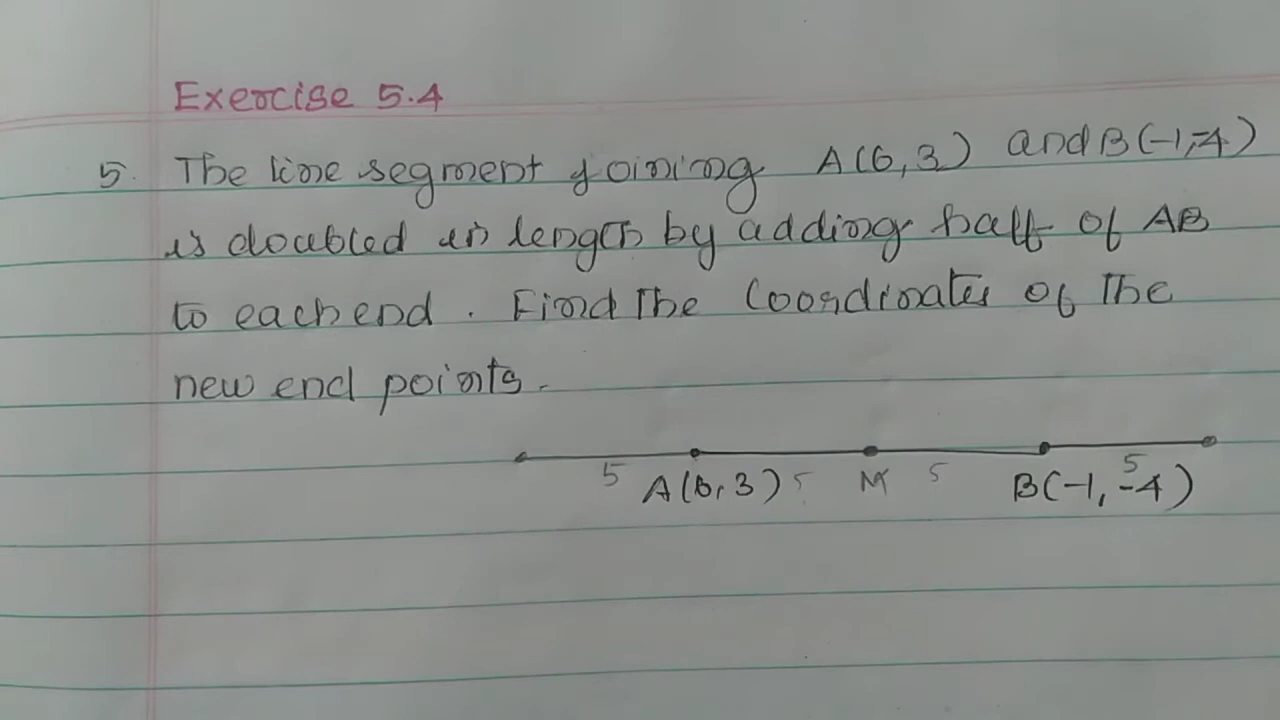 Exercise 5.4
5. The line segment joining A(6,3) and B(-1,-4)
is doubled in length by adding half of AB
to each end. Find The Coordinates of The
new end points.
5 A(6,3) 5 M 5 B(-1,-4) 5